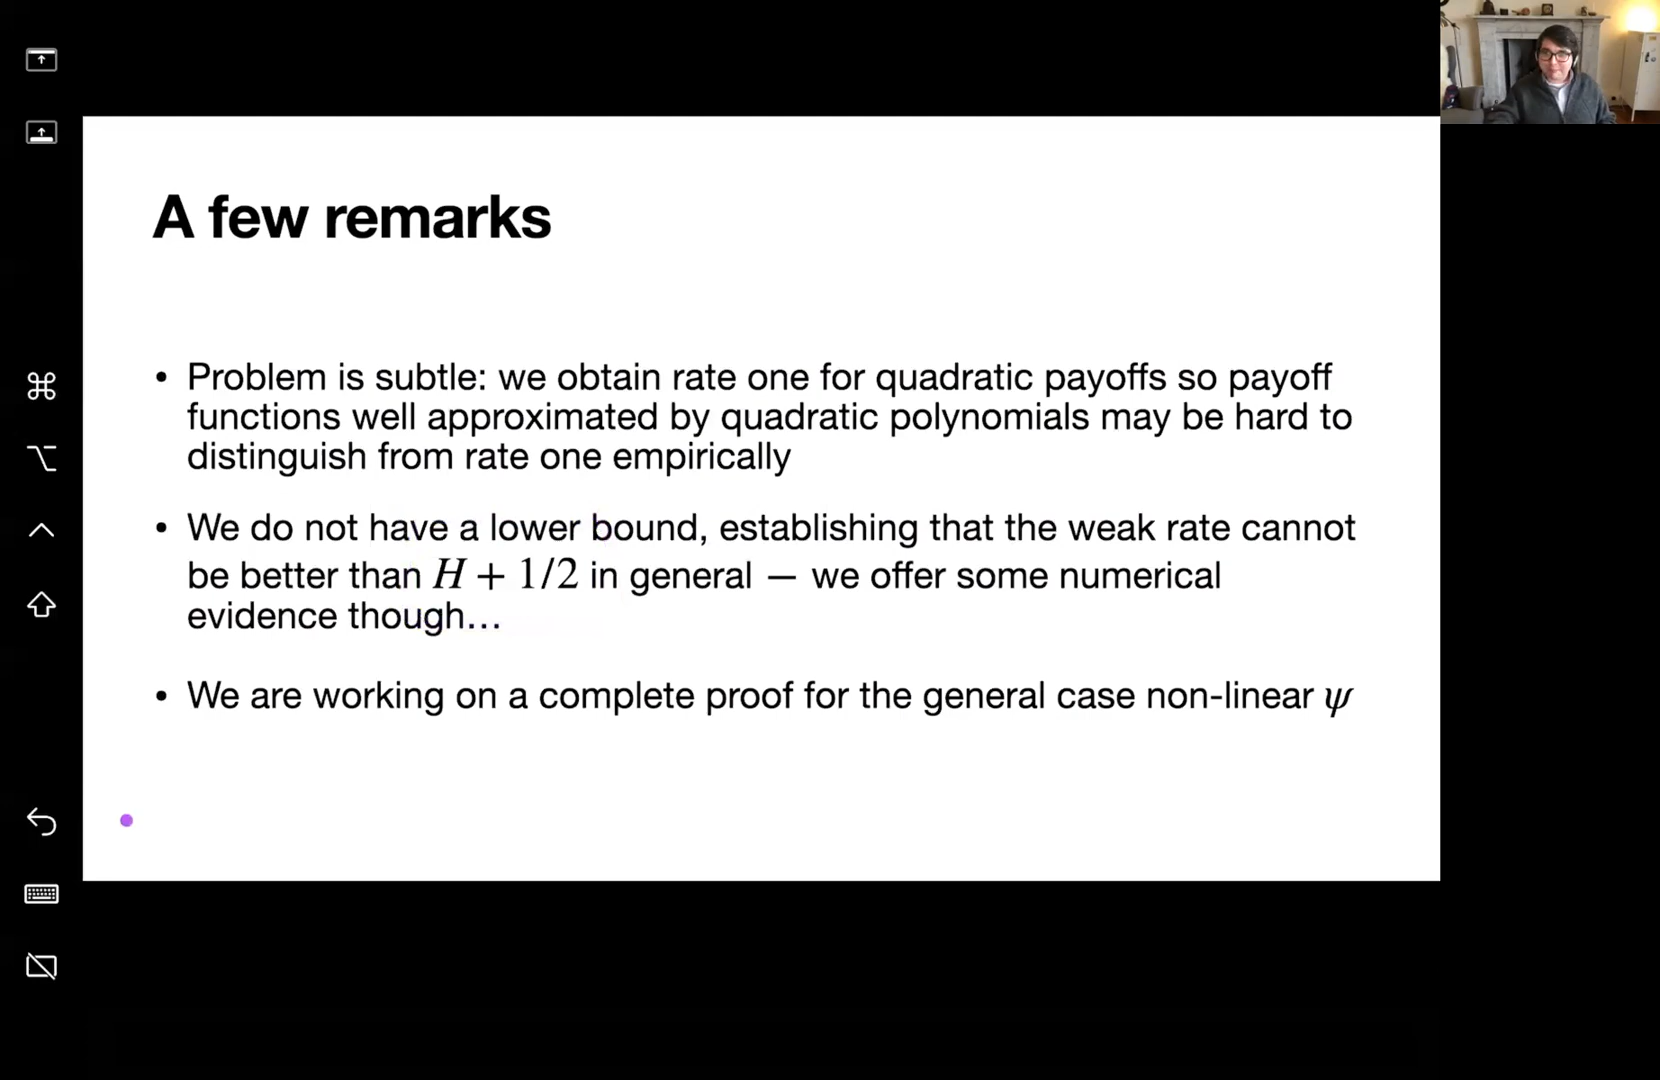 A few remarks
• Problem is subtle: we obtain rate one for quadratic payoffs so payoff
functions well approximated by quadratic polynomials may be hard to
distinguish from rate one empirically
• We do not have a lower bound, establishing that the weak rate cannot
be better than H + 1/2 in general — we offer some numerical
evidence though…
• We are working on a complete proof for the general case non-linear ψ